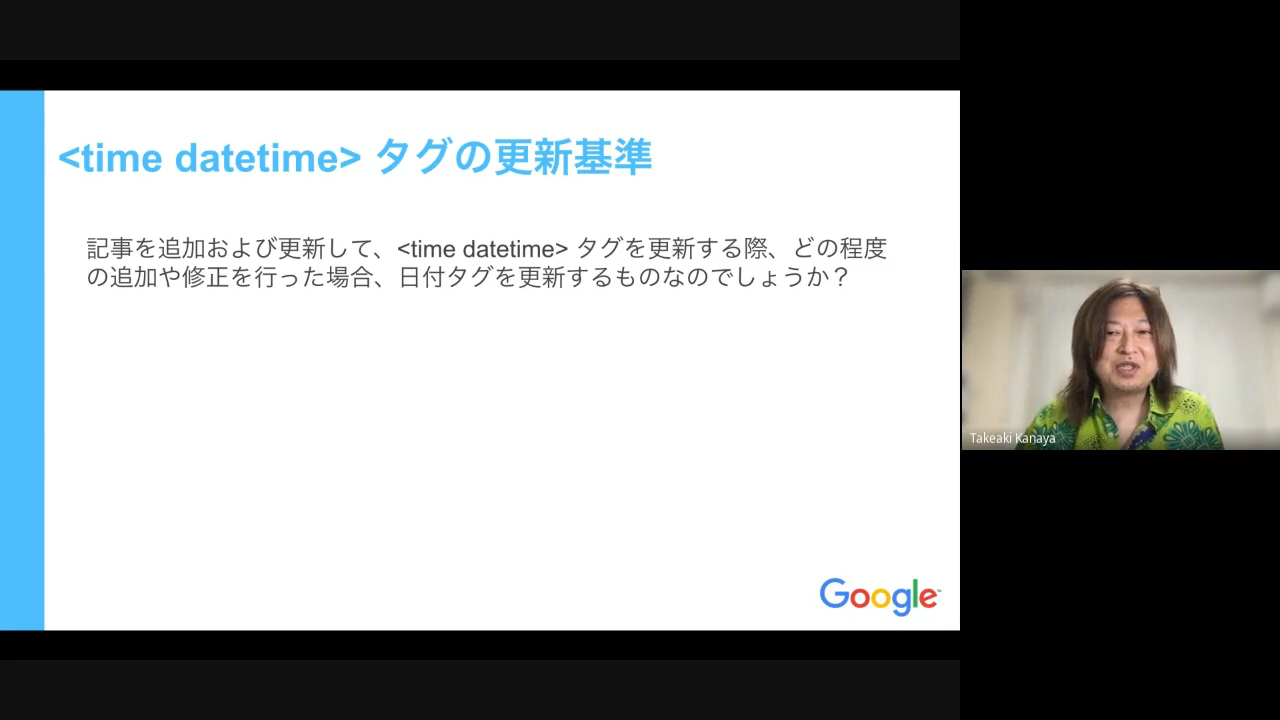 <time datetime> タグの更新基準
記事を追加および更新して、<time datetime> タグを更新する際、どの程度
の追加や修正を行った場合、日付タグを更新するものなのでしょうか？
Takeaki Kanaya
Google